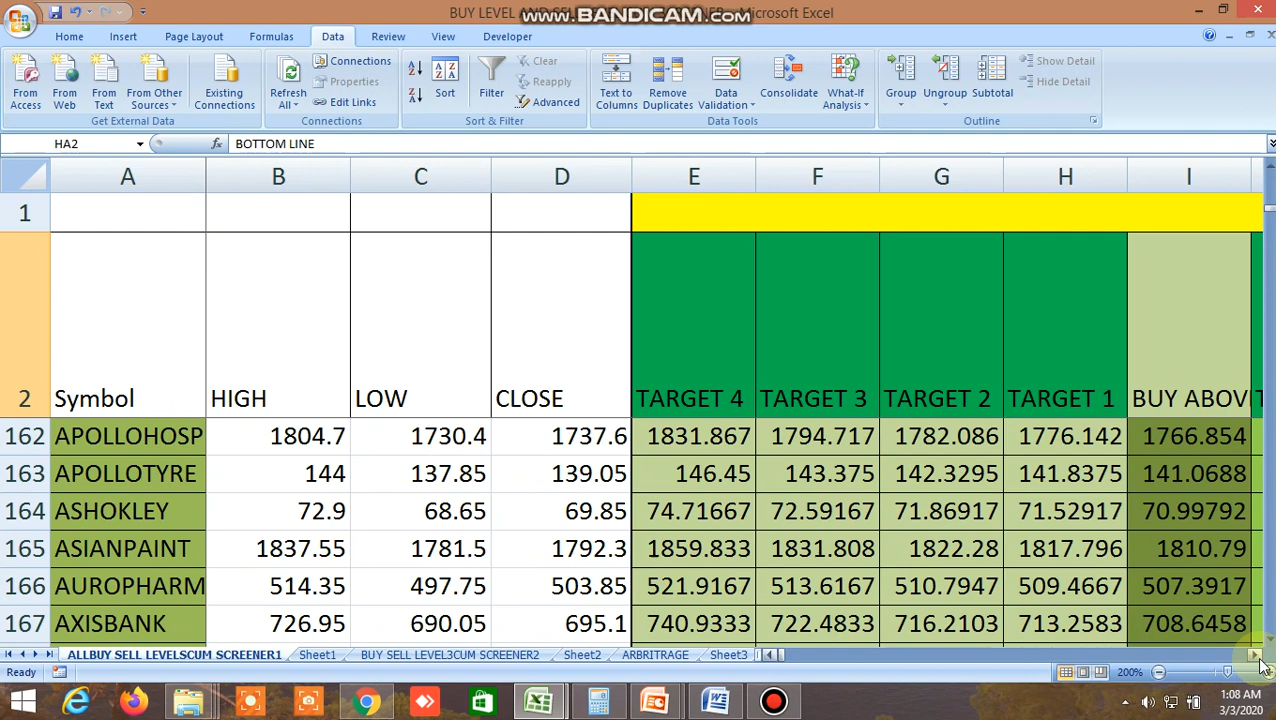 BUY LEVEL AND SEL
www.BANDICAM.com
EENER - Microsoft Excel
Home Insert Page Layout Formulas Data Review View Developer
From Access
From Web
From Text
From Other Sources
Existing Connections
Get External Data
Refresh All
Connections
Properties
Edit Links
Connections
Sort
Filter
Clear
Reapply
Advanced
Sort & Filter
Text to Columns
Remove Duplicates
Data Validation
Consolidate
What-If Analysis
Data Tools
Group
Ungroup
Subtotal
Show Detail
Hide Detail
Outline
HA2 fx BOTTOM LINE
A B C D E F G H I
1
2 Symbol HIGH LOW CLOSE TARGET 4 TARGET 3 TARGET 2 TARGET 1 BUY ABOV T
162 APOLLOHOSP 1804.7 1730.4 1737.6 1831.867 1794.717 1782.086 1776.142 1766.854
163 APOLLOTYRE 144 137.85 139.05 146.45 143.375 142.3295 141.8375 141.0688
164 ASHOKLEY 72.9 68.65 69.85 74.71667 72.59167 71.86917 71.52917 70.99792
165 ASIANPAINT 1837.55 1781.5 1792.3 1859.833 1831.808 1822.28 1817.796 1810.79
166 AUROPHARM 514.35 497.75 503.85 521.9167 513.6167 510.7947 509.4667 507.3917
167 AXISBANK 726.95 690.05 695.1 740.9333 722.4833 716.2103 713.2583 708.6458
ALLBUY SELL LEVELSCUM SCREENER1 Sheet1 BUY SELL LEVEL3CUM SCREENER2 Sheet2 ARBRITRAGE Sheet3
Ready 200%
1:08 AM
3/3/2020